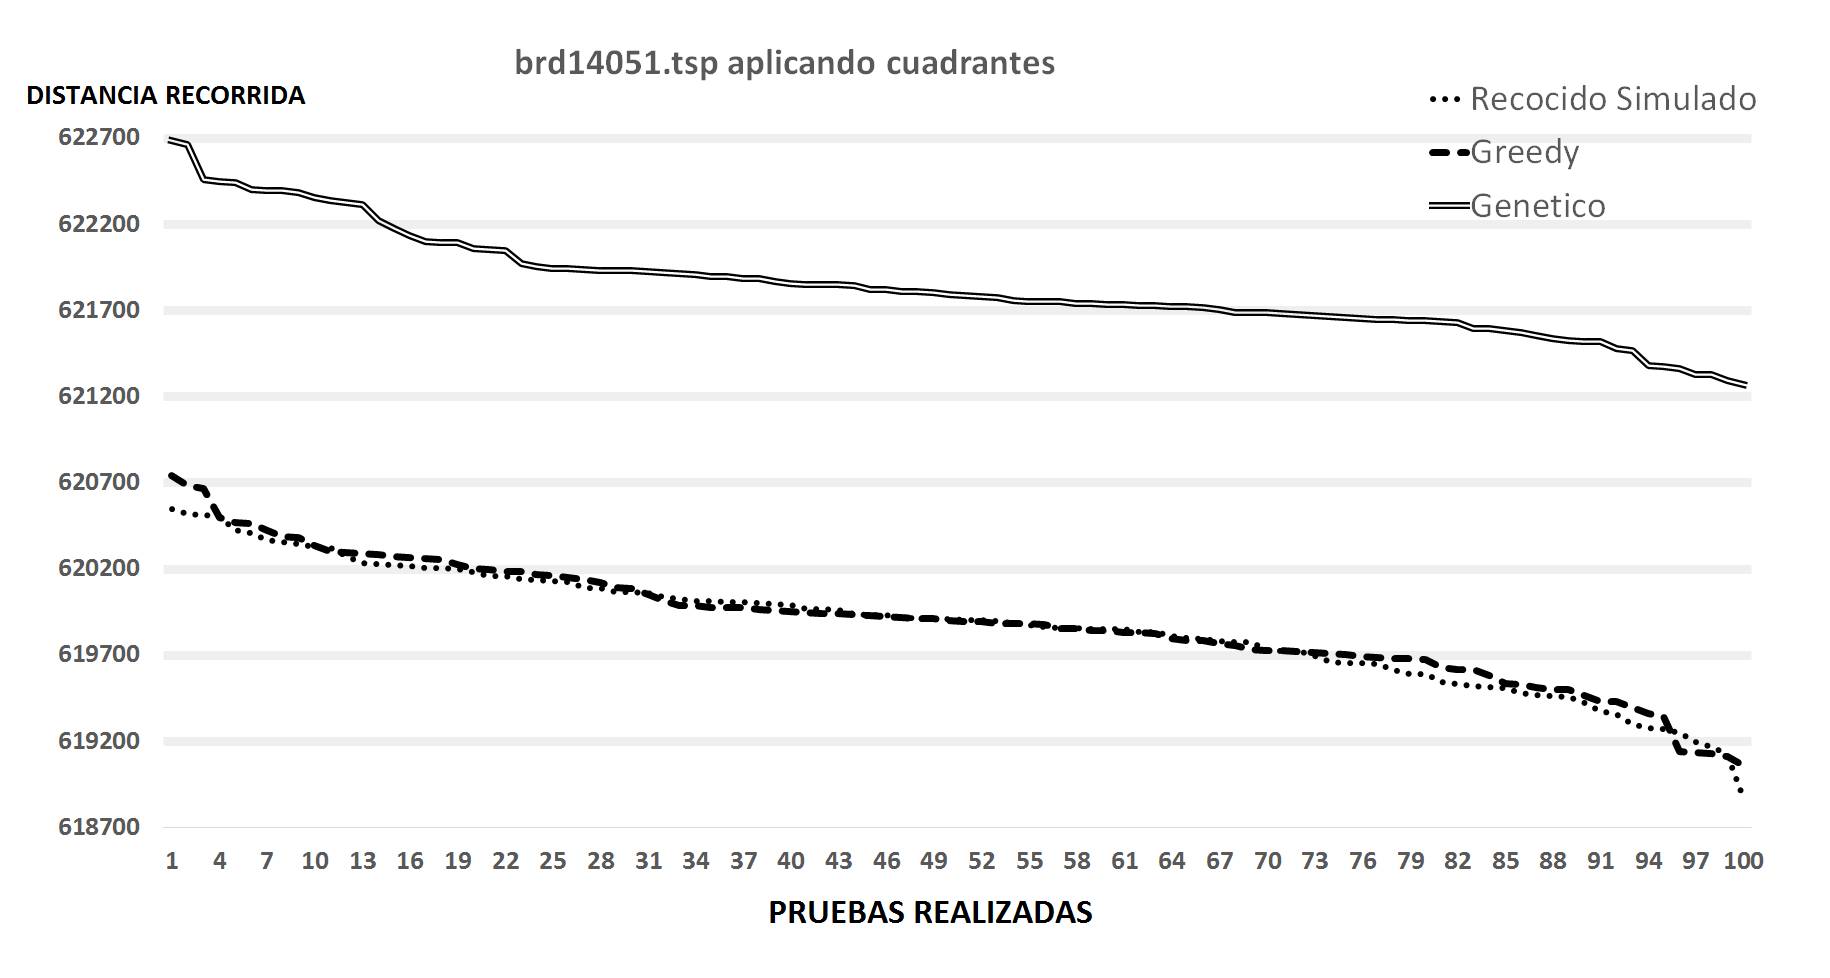 brd14051.tsp aplicando cuadrantes
DISTANCIA RECORRIDA
Recocido Simulado
Greedy
Genetico
622700
622200
621700
621200
620700
620200
619700
619200
618700
1 4 7 10 13 16 19 22 25 28 31 34 37 40 43 46 49 52 55 58 61 64 67 70 73 76 79 82 85 88 91 94 97 100
PRUEBAS REALIZADAS